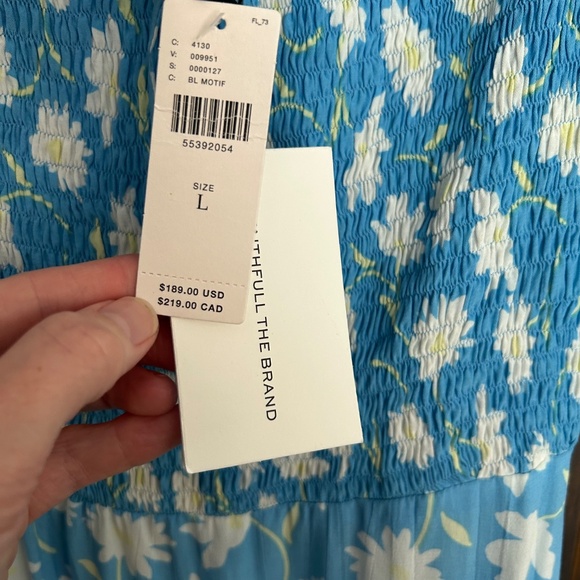 FL_73
C: 4130
V: 009951
S: 0000127
C: BL MOTIF
55392054
SIZE
L
$189.00 USD
$219.00 CAD
THFULL THE BRAND